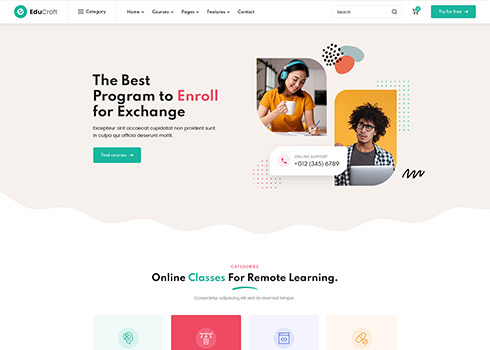 EduCroft
Category
Home
Courses
Pages
Features
Contact
Search
Try for free →
The Best
Program to Enroll
for Exchange
Excepteur sint occaecat cupidatat non proident sunt
in culpa qui officia deserunt mollit.
Find courses →
ONLINE SUPPORT
+012 (345) 6789
CATEGORIES
Online Classes For Remote Learning.
Consectetur adipiscing elit sed do eiusmod tempor.